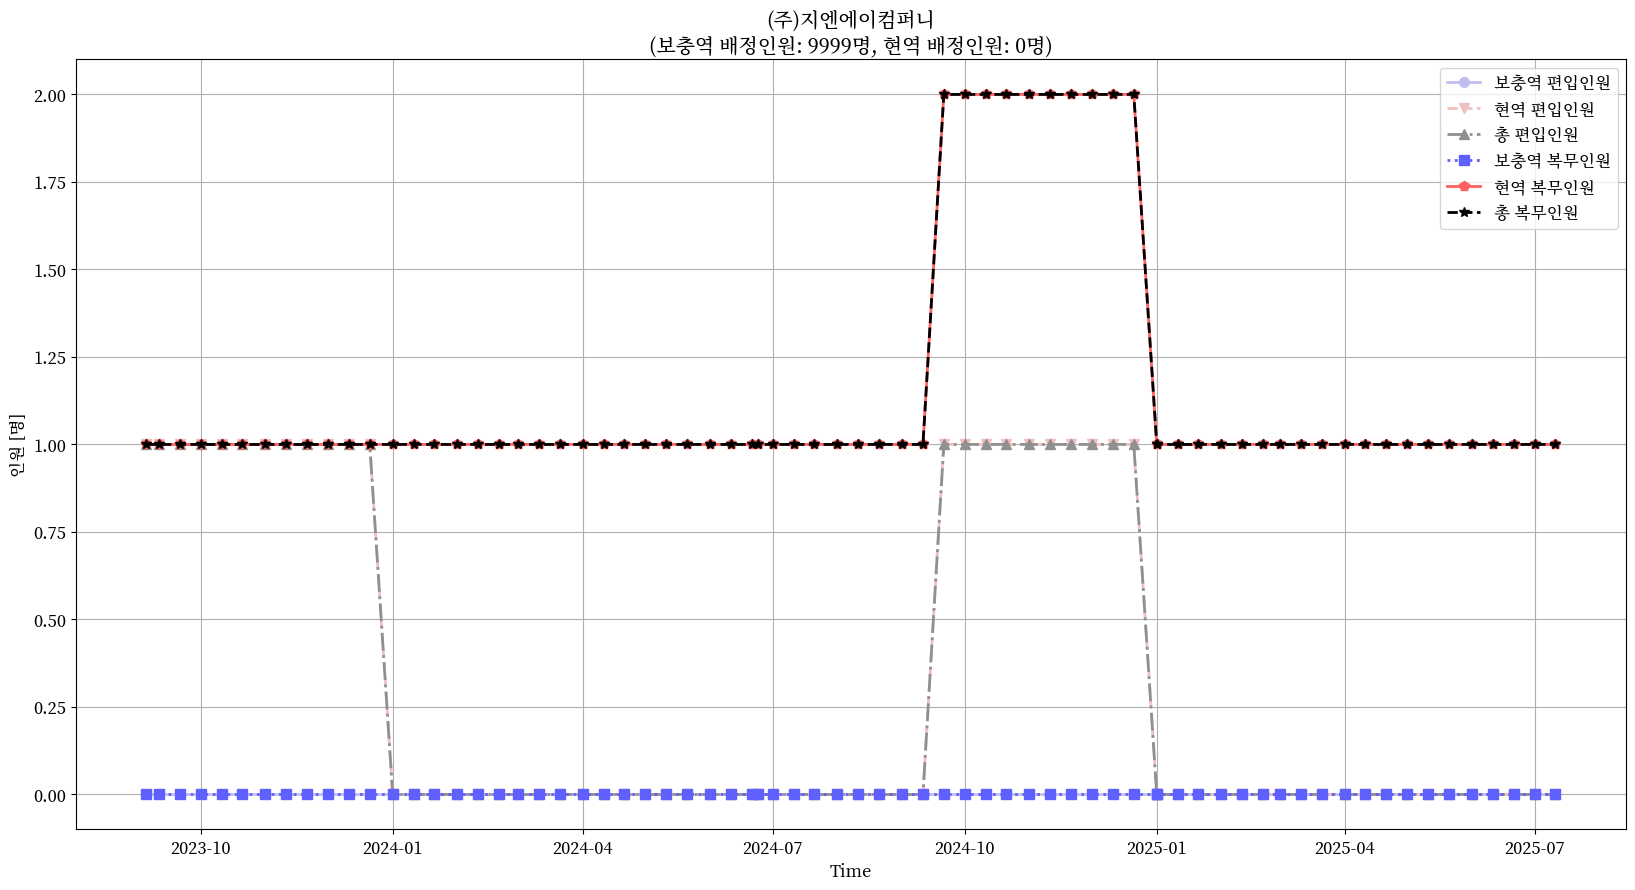 (주)지엔에이컴퍼니
(보충역 배정인원: 9999명, 현역 배정인원: 0명)
보충역 편입인원
현역 편입인원
총 편입인원
보충역 복무인원
현역 복무인원
총 복무인원
인원 [명]
2.00
1.75
1.50
1.25
1.00
0.75
0.50
0.25
0.00
2023-10
2024-01
2024-04
2024-07
2024-10
2025-01
2025-04
2025-07
Time